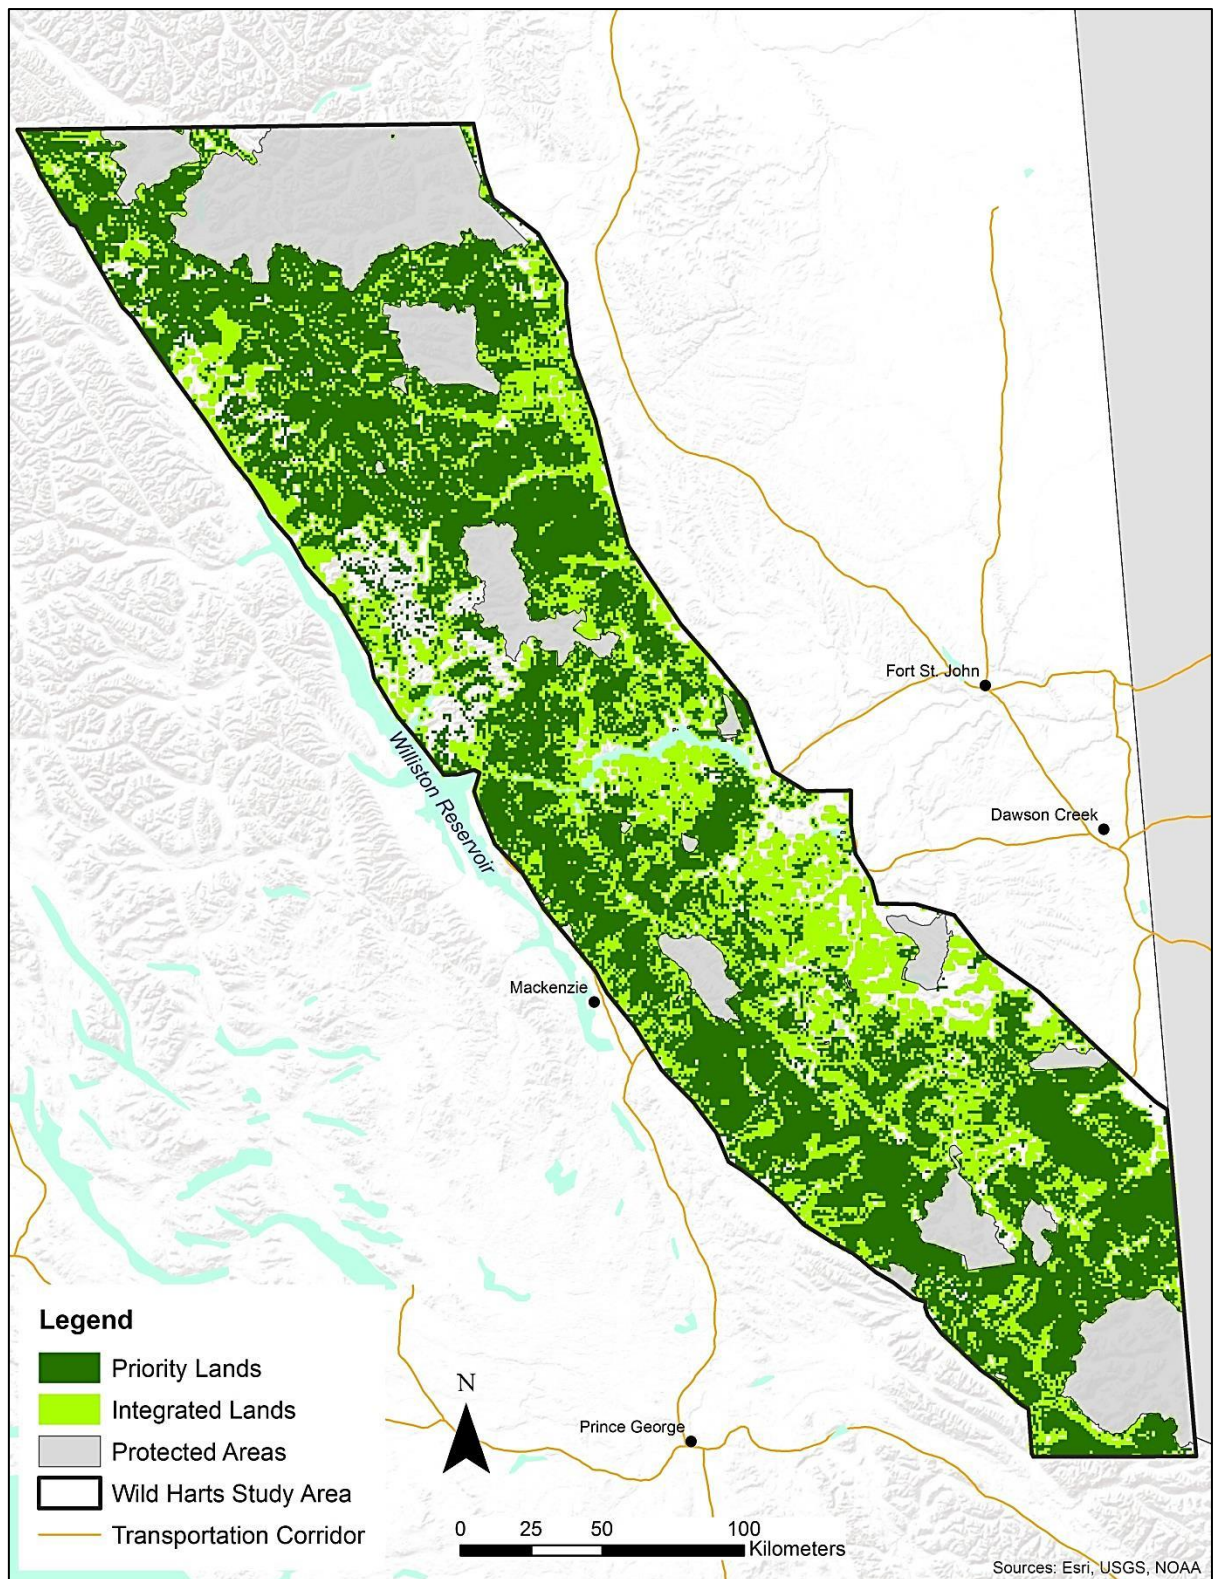 Fort St. John
Dawson Creek
Williston Reservoir
Mackenzie
Prince George
Legend
Priority Lands
Integrated Lands
Protected Areas
Wild Harts Study Area
Transportation Corridor
N
0 25 50 100
Kilometers
Sources: Esri, USGS, NOAA